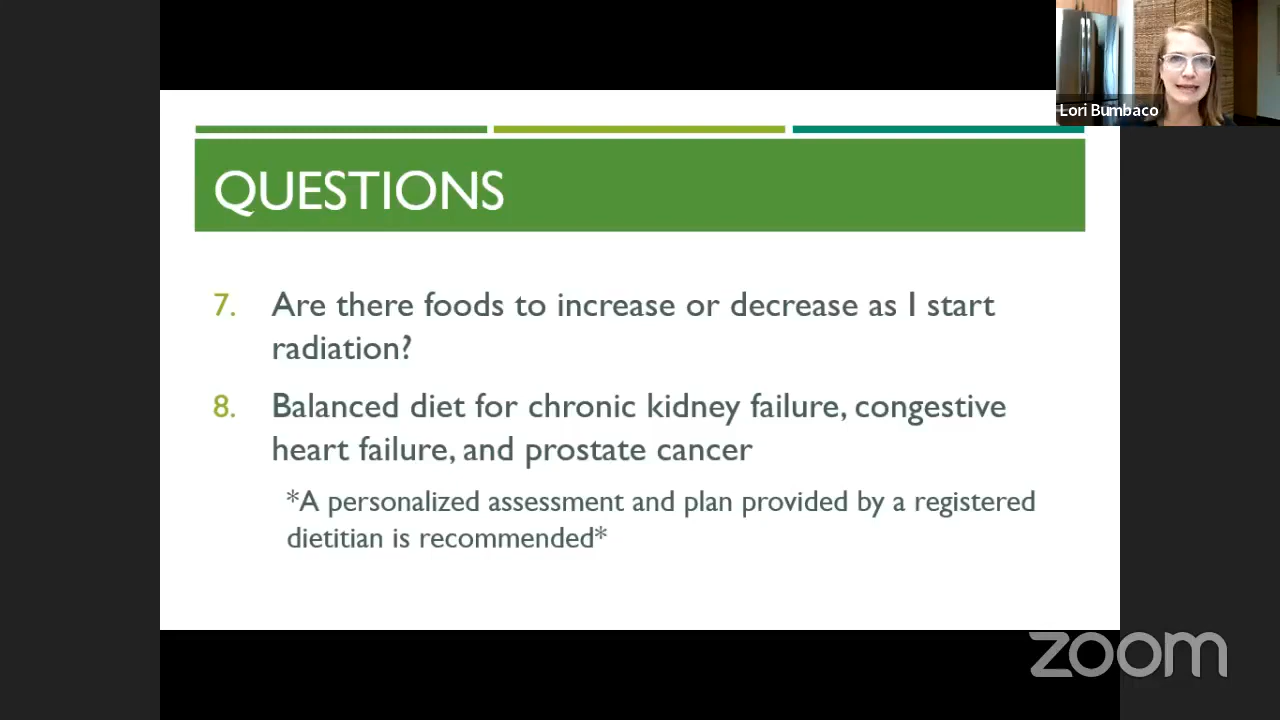 Lori Bumbaco
QUESTIONS
7. Are there foods to increase or decrease as I start
radiation?
8. Balanced diet for chronic kidney failure, congestive
heart failure, and prostate cancer
*A personalized assessment and plan provided by a registered
dietitian is recommended*
zoom